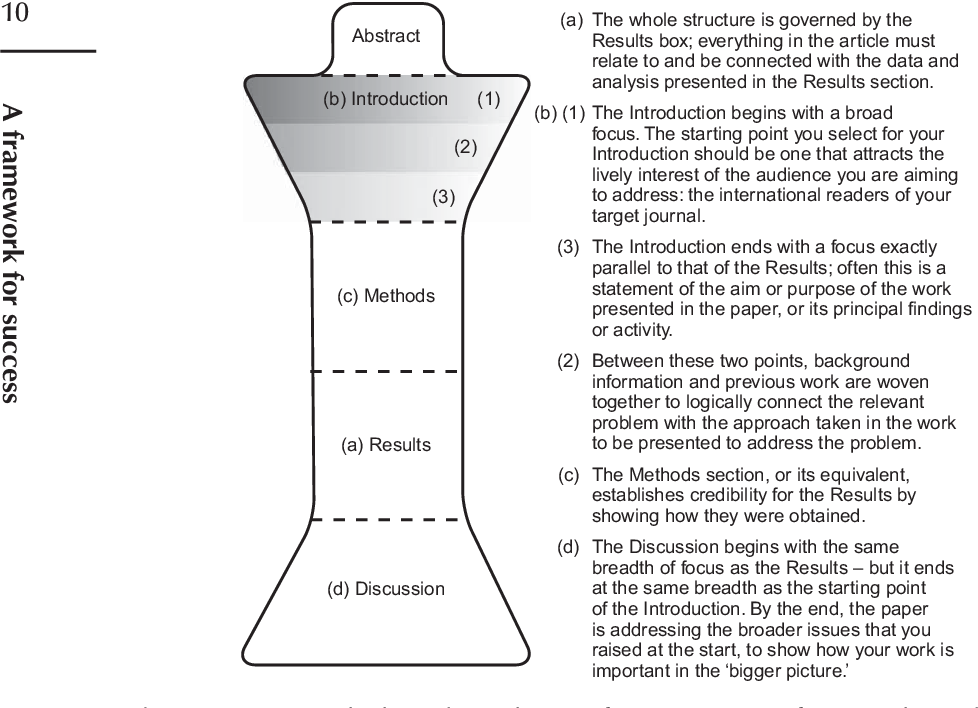 10
A framework for success
Abstract
(b) Introduction (1)
(2)
(3)
(c) Methods
(a) Results
(d) Discussion
(a) The whole structure is governed by the
Results box; everything in the article must
relate to and be connected with the data and
analysis presented in the Results section.
(b) (1) The Introduction begins with a broad
focus. The starting point you select for your
Introduction should be one that attracts the
lively interest of the audience you are aiming
to address: the international readers of your
target journal.
(3) The Introduction ends with a focus exactly
parallel to that of the Results; often this is a
statement of the aim or purpose of the work
presented in the paper, or its principal findings
or activity.
(2) Between these two points, background
information and previous work are woven
together to logically connect the relevant
problem with the approach taken in the work
to be presented to address the problem.
(c) The Methods section, or its equivalent,
establishes credibility for the Results by
showing how they were obtained.
(d) The Discussion begins with the same
breadth of focus as the Results – but it ends
at the same breadth as the starting point
of the Introduction. By the end, the paper
is addressing the broader issues that you
raised at the start, to show how your work is
important in the ‘bigger picture.’